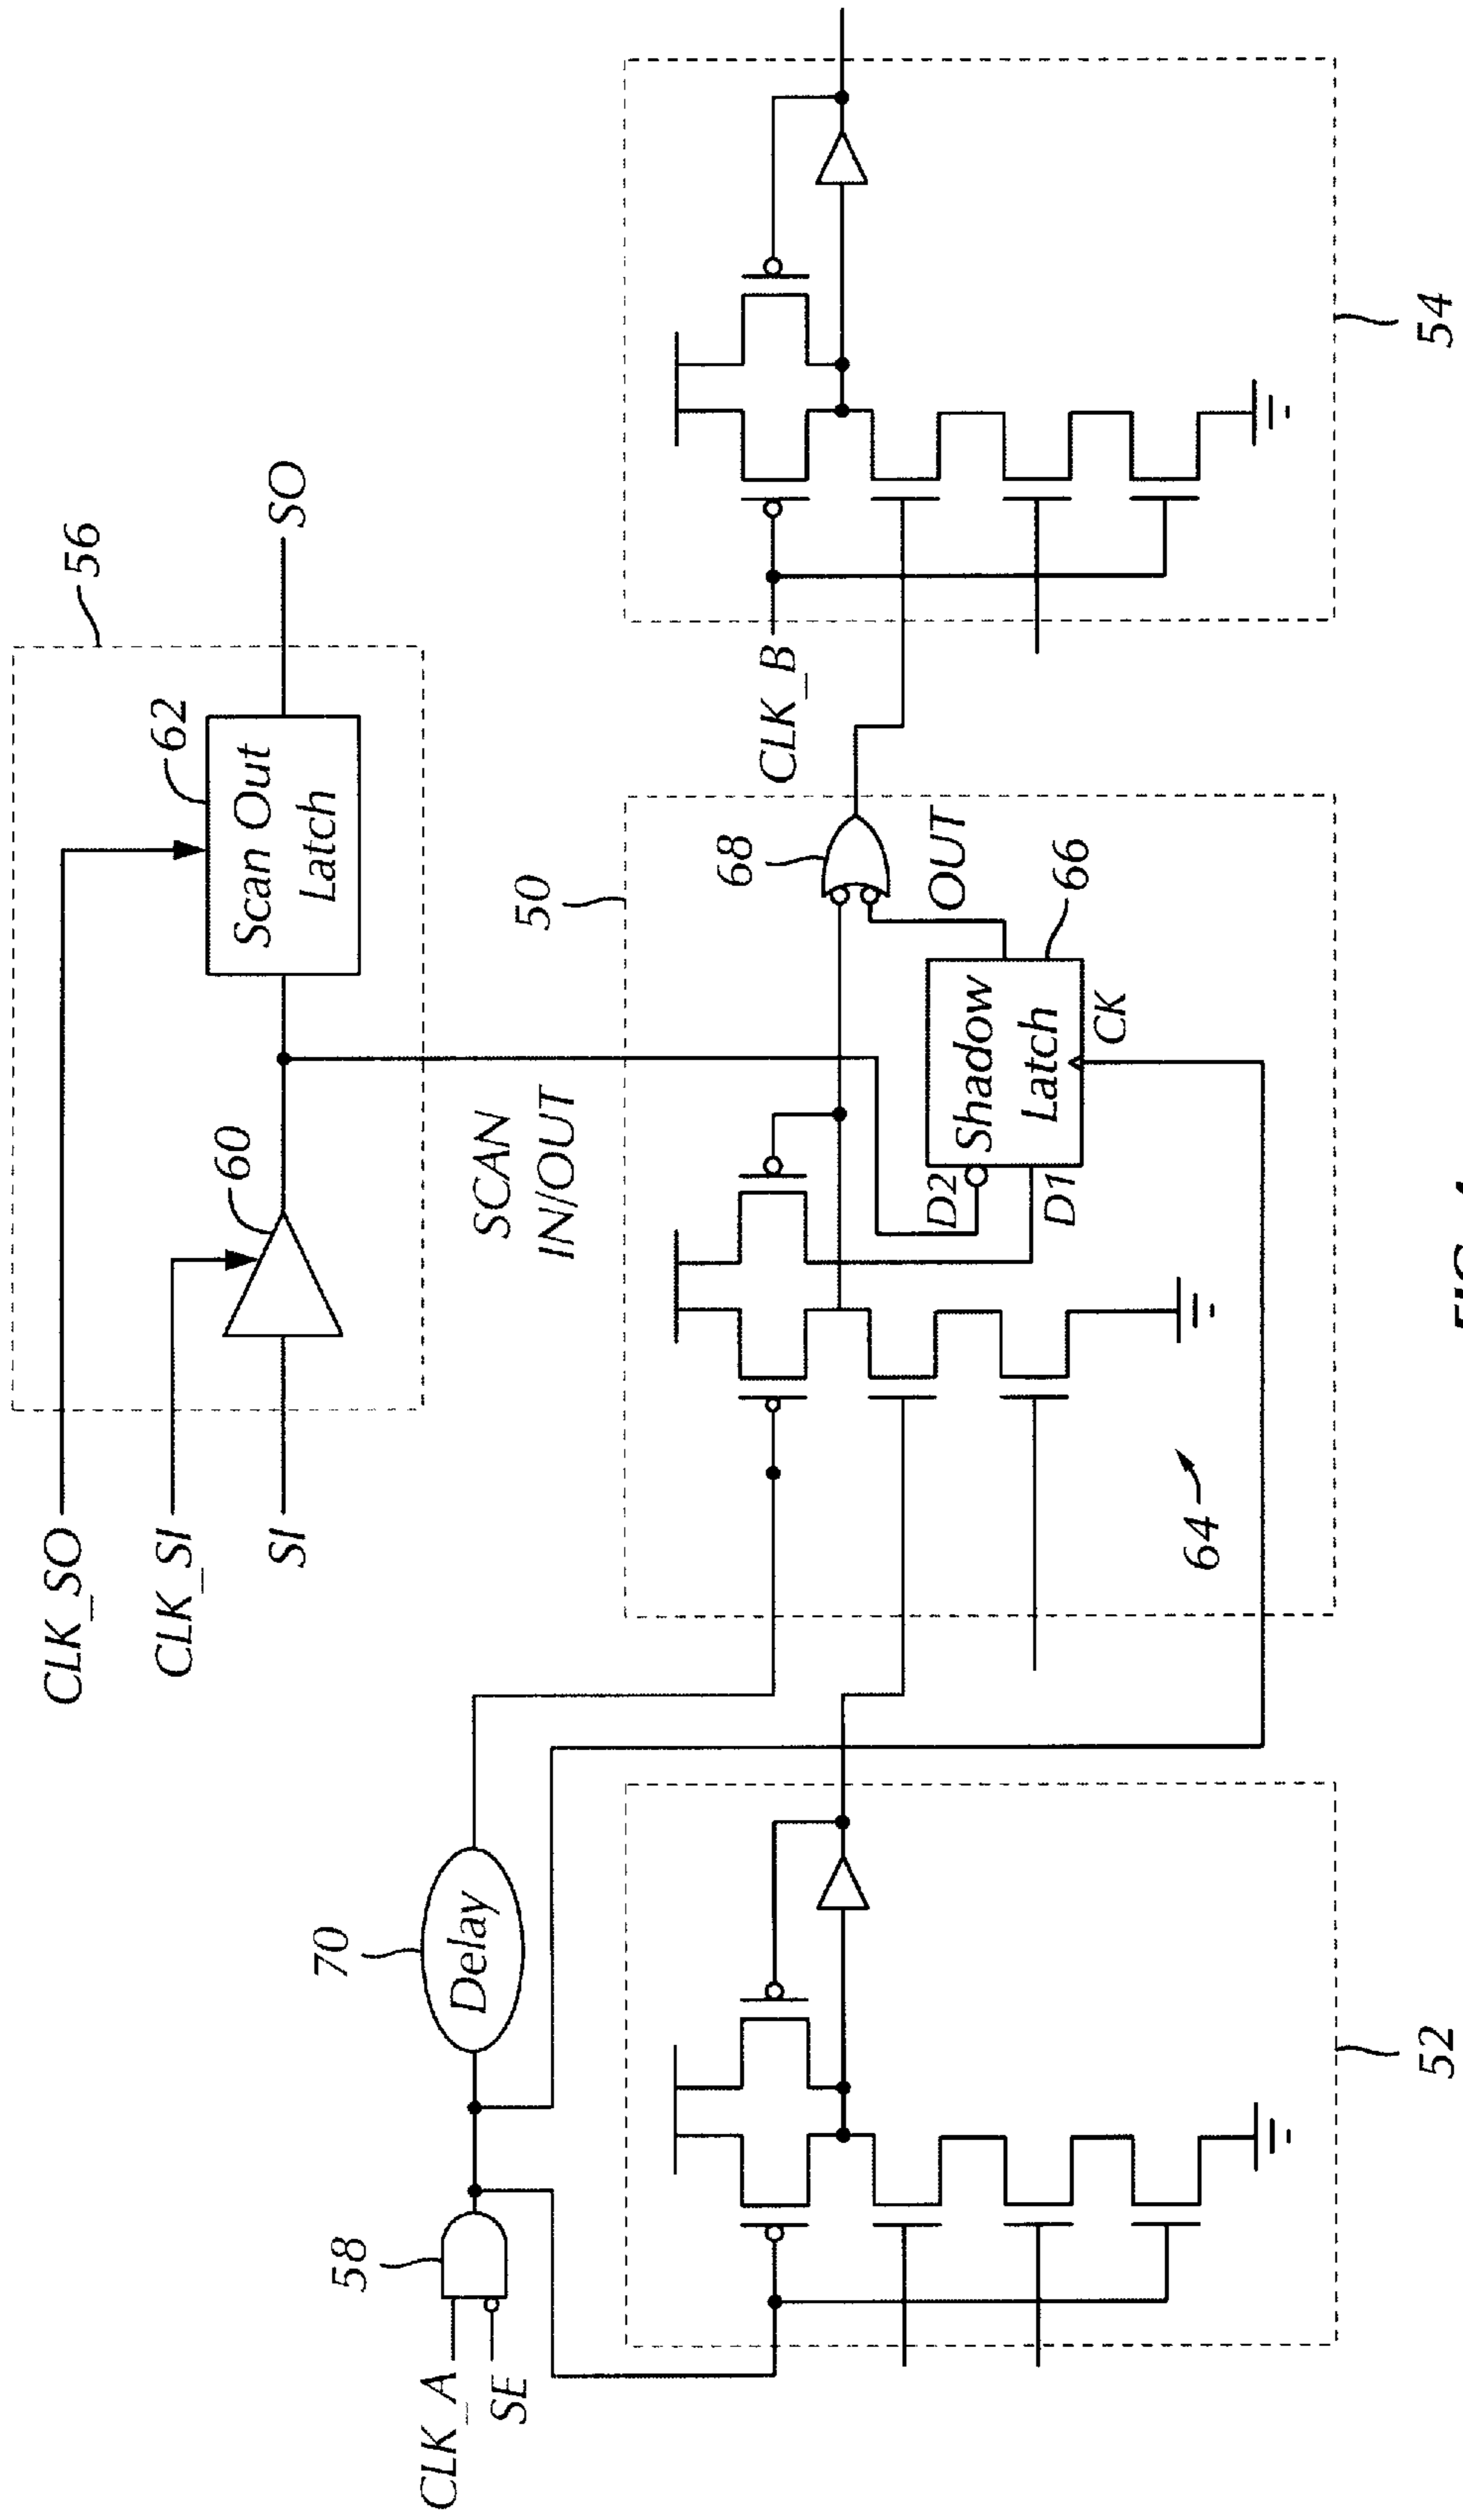 CLK_SO
CLK_SI
SI
60
62
Scan Out
Latch
56
SO
SCAN
IN/OUT
70
Delay
58
CLK_A
SE
50
68
OUT
66
Shadow
Latch
D2
D1
CK
64
CLK_B
52
54